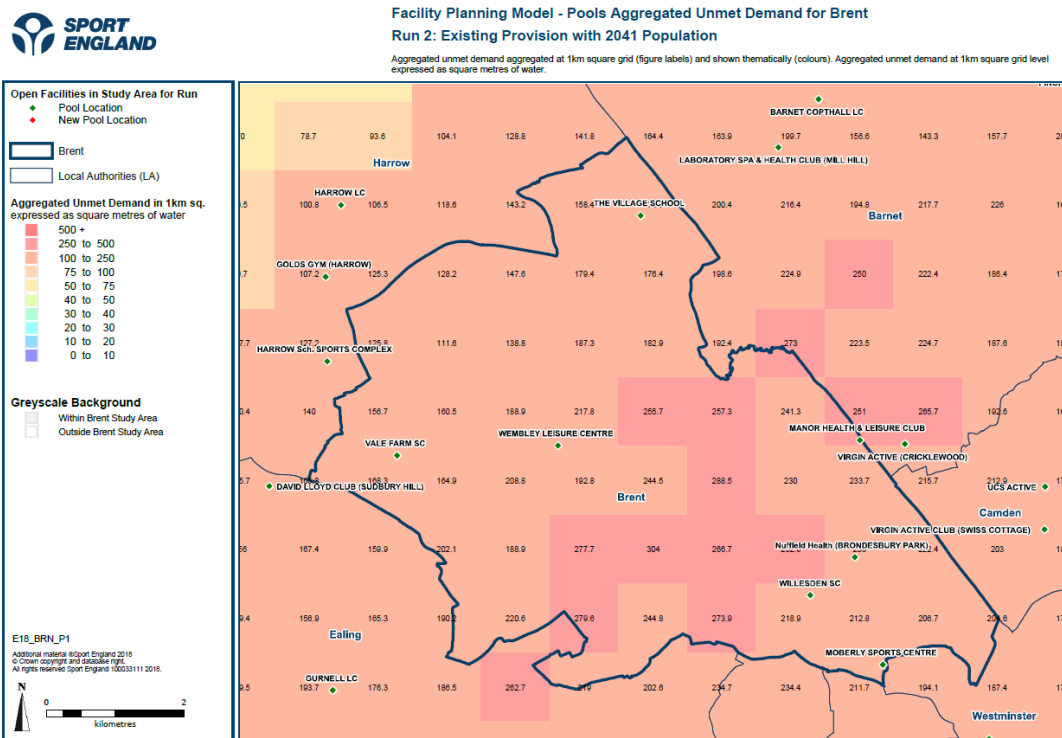 SPORT
ENGLAND
Facility Planning Model - Pools Aggregated Unmet Demand for Brent
Run 2: Existing Provision with 2041 Population
Aggregated unmet demand aggregated at 1km square grid (figure labels) and shown thematically (colours). Aggregated unmet demand at 1km square grid level
expressed as square metres of water.
Open Facilities in Study Area for Run
Pool Location
New Pool Location
Brent
Local Authorities (LA)
Aggregated Unmet Demand in 1km sq.
expressed as square metres of water
500 +
250 to 500
100 to 250
75 to 100
50 to 75
40 to 50
30 to 40
20 to 30
10 to 20
0 to 10
Greyscale Background
Within Brent Study Area
Outside Brent Study Area
E18_BRN_P1
Additional material ©Sport England 2018
© Crown copyright and database right.
All rights reserved Sport England 100033111 2018.
N
0 2
kilometres
BARNET COPTHALL LC
78.7 93.6 104.1 128.8 141.8 164.4 163.9 199.7 156.6 143.3 157.7
Harrow
LABORATORY SPA & HEALTH CLUB (MILL HILL)
HARROW LC
100.8 106.5 118.6 143.2 158.4 THE VILLAGE SCHOOL 200.4 216.4 194.8 217.7 226
Barnet
GOLDS GYM (HARROW)
107.2 125.3 128.2 147.6 179.4 176.4 198.6 224.9 250 222.4 186.4
111.6 138.8 187.3 182.9 192.4 273 223.5 224.7 187.6
HARROW Sch. SPORTS COMPLEX
140 156.7 160.5 188.9 217.8 255.7 257.3 241.3 251 265.7 192.6
MANOR HEALTH & LEISURE CLUB
WEMBLEY LEISURE CENTRE
VALE FARM SC
VIRGIN ACTIVE (CRICKLEWOOD)
DAVID LLOYD CLUB (SUDBURY HILL)
168.3 164.9 208.8 192.8 244.5 288.5 230 233.7 215.7 212.9
UCS ACTIVE
Brent
Camden
VIRGIN ACTIVE CLUB (SWISS COTTAGE)
167.4 159.9 202.1 188.9 277.7 304 266.7 203
Nuffield Health (BRONDESBURY PARK)
WILLESDEN SC
156.9 165.3 220.6 279.6 244.8 273.9 218.9 212.8 206.7
Ealing
MOBERLY SPORTS CENTRE
GURNELL LC
193.7 176.3 186.5 262.7 219 202.6 234.7 234.4 211.7 194.1 187.4
Westminster